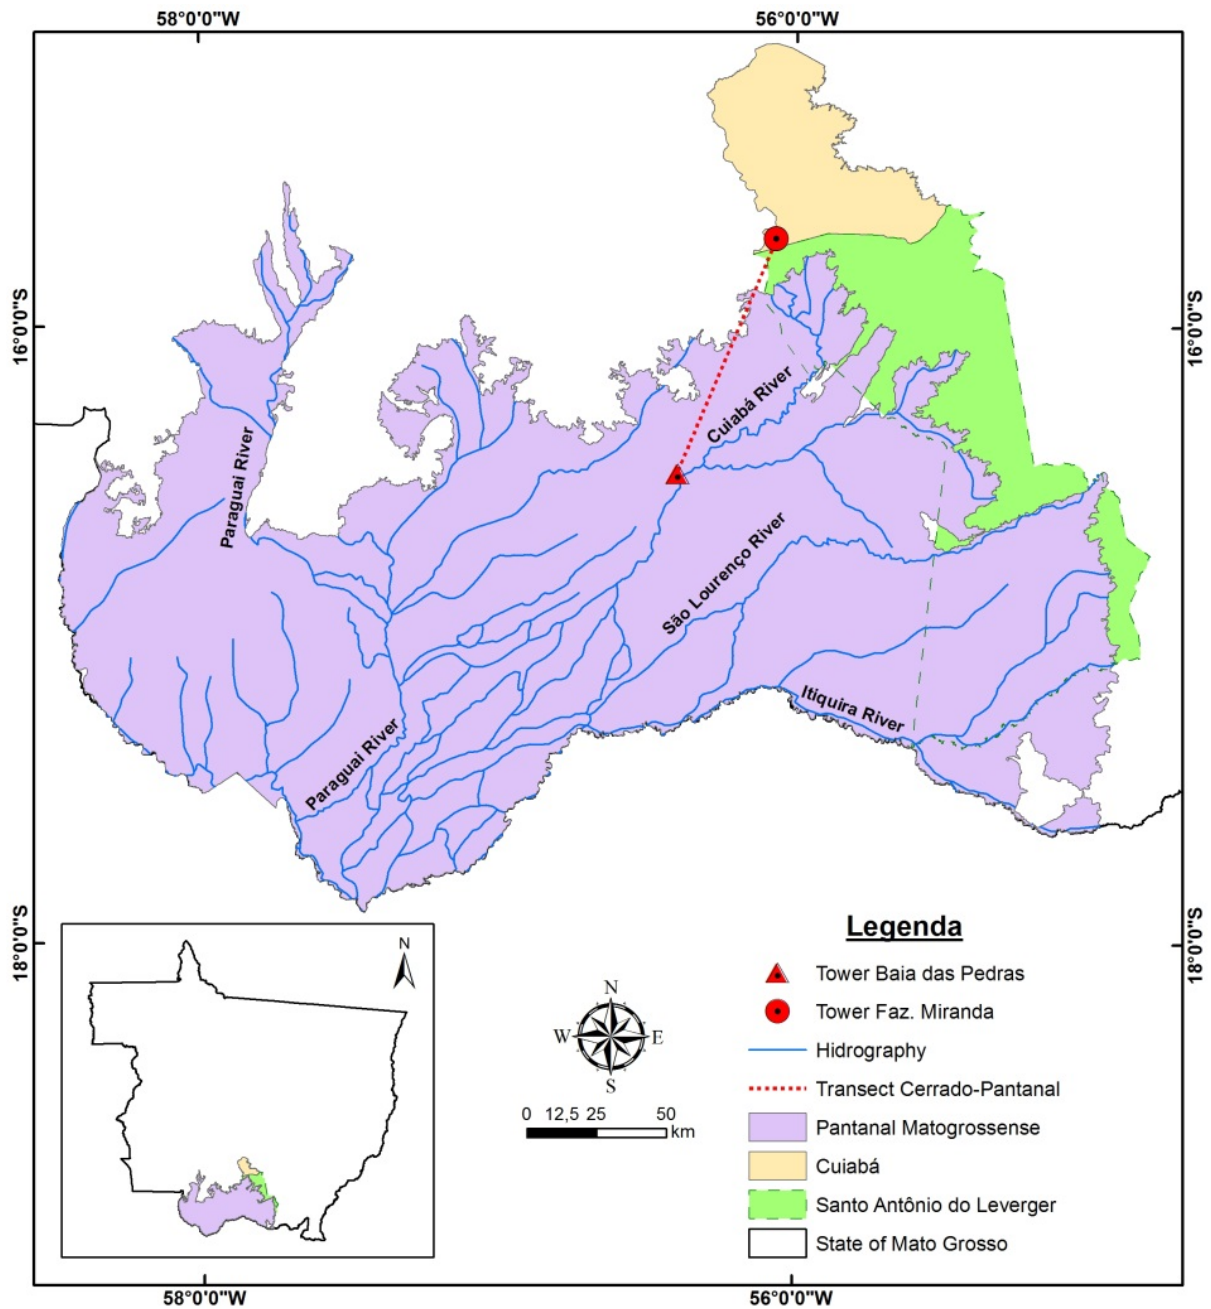 58°0'0"W
56°0'0"W
16°0'0"S
16°0'0"S
Cuiabá River
Paraguai River
São Lourenço River
Itiquira River
Paraguai River
18°0'0"S
18°0'0"S
Legenda
Tower Baia das Pedras
Tower Faz. Miranda
Hidrography
Transect Cerrado-Pantanal
Pantanal Matogrossense
Cuiabá
Santo Antônio do Leverger
State of Mato Grosso
N
N
W E
S
0 12,5 25 50
km
58°0'0"W
56°0'0"W